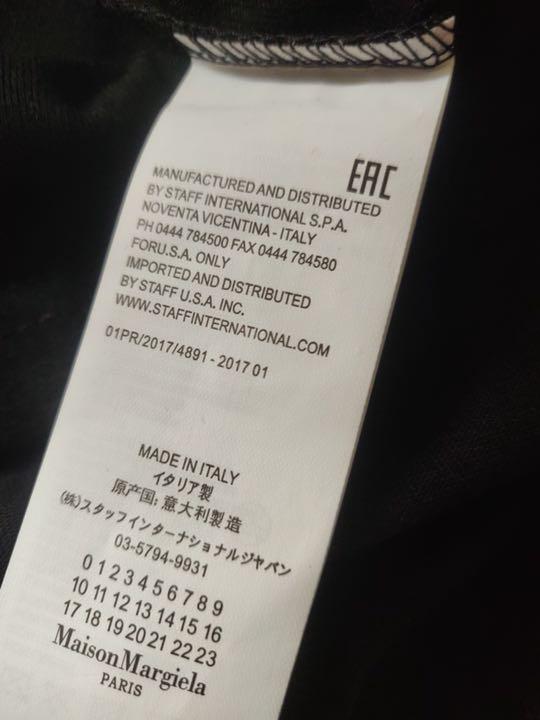 EAC
MANUFACTURED AND DISTRIBUTED
BY STAFF INTERNATIONAL S.P.A.
NOVENTA VICENTINA - ITALY
PH 0444 784500 FAX 0444 784580
FORU.S.A. ONLY
IMPORTED AND DISTRIBUTED
BY STAFF U.S.A. INC.
WWW.STAFFINTERNATIONAL.COM
01PR/2017/4891 - 2017 01
MADE IN ITALY
イタリア製
原产国: 意大利製造
(株)スタッフインターナショナルジャパン
03-5794-9931
0 1 2 3 4 5 6 7 8 9
10 11 12 13 14 15 16
17 18 19 20 21 22 23
Maison Margiela
PARIS